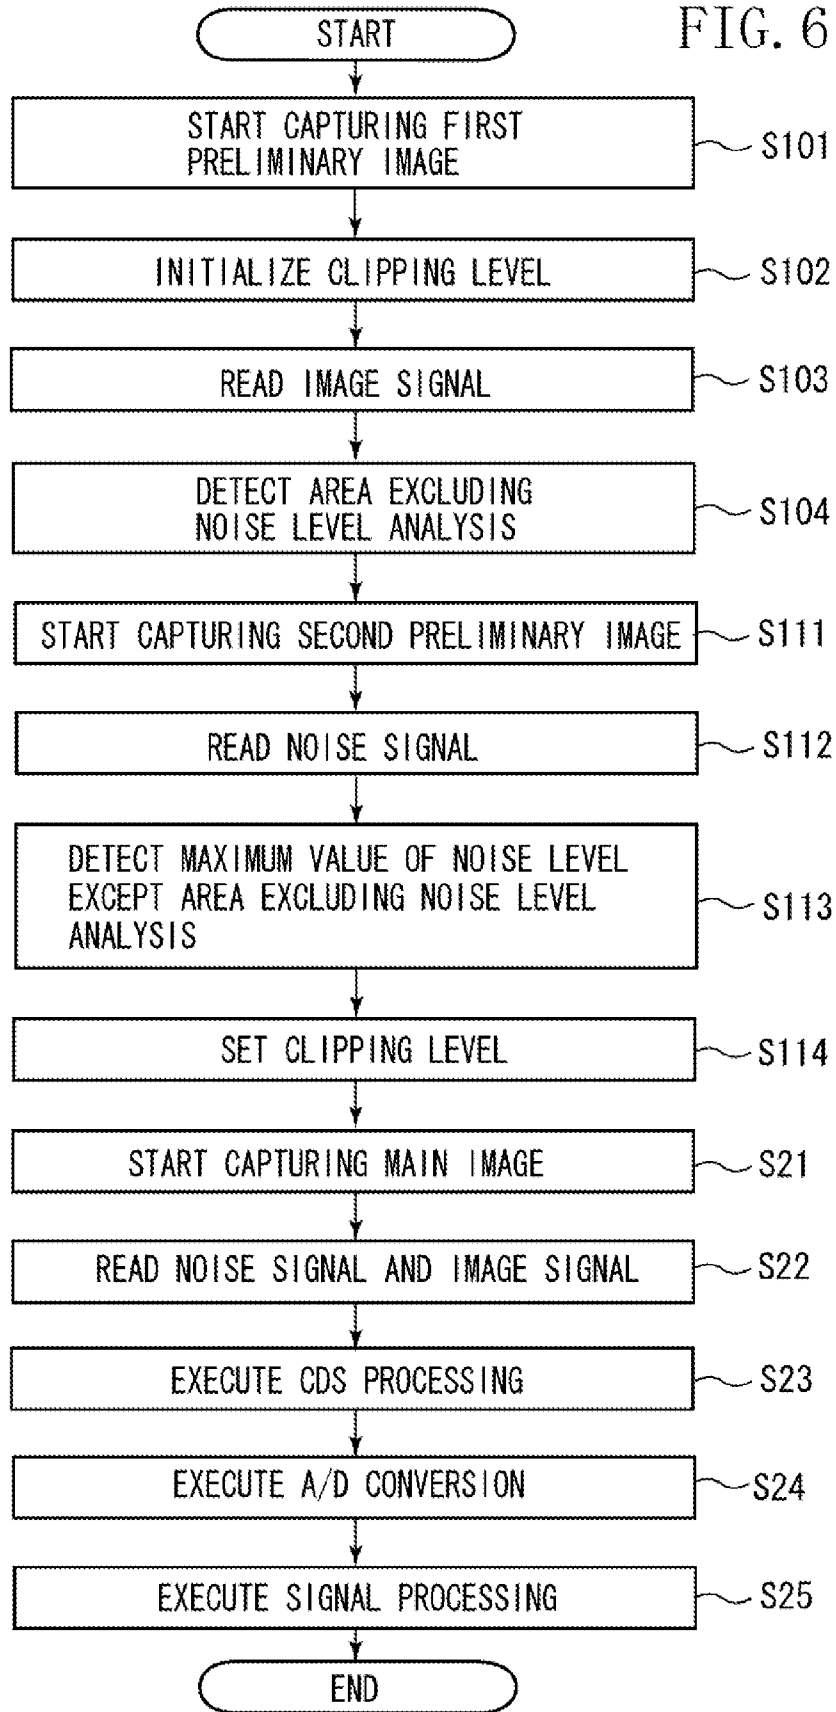 FIG. 6
START
START CAPTURING FIRST
PRELIMINARY IMAGE
S101
INITIALIZE CLIPPING LEVEL
S102
READ IMAGE SIGNAL
S103
DETECT AREA EXCLUDING
NOISE LEVEL ANALYSIS
S104
START CAPTURING SECOND PRELIMINARY IMAGE
S111
READ NOISE SIGNAL
S112
DETECT MAXIMUM VALUE OF NOISE LEVEL
EXCEPT AREA EXCLUDING NOISE LEVEL
ANALYSIS
S113
SET CLIPPING LEVEL
S114
START CAPTURING MAIN IMAGE
S21
READ NOISE SIGNAL AND IMAGE SIGNAL
S22
EXECUTE CDS PROCESSING
S23
EXECUTE A/D CONVERSION
S24
EXECUTE SIGNAL PROCESSING
S25
END